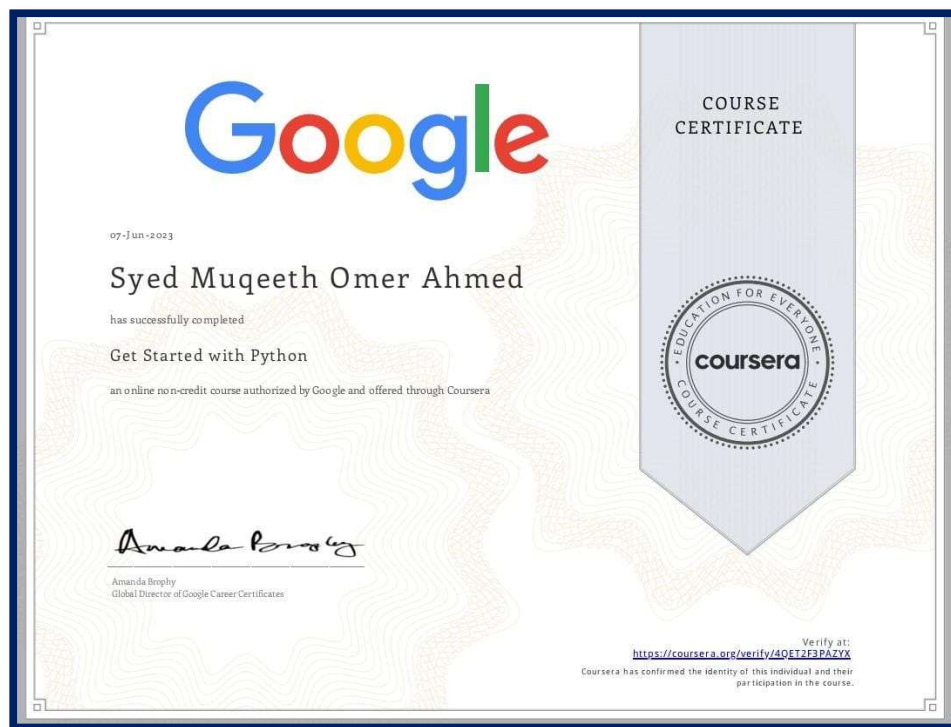 Google
COURSE
CERTIFICATE
07-Jun-2023
Syed Muqeeth Omer Ahmed
has successfully completed
Get Started with Python
an online non-credit course authorized by Google and offered through Coursera
EDUCATION FOR EVERYONE
coursera
COURSE CERTIFICATE
Amanda Brophy
Amanda Brophy
Global Director of Google Career Certificates
Verify at:
https://coursera.org/verify/4QET2F3PAZYX
Coursera has confirmed the identity of this individual and their
participation in the course.